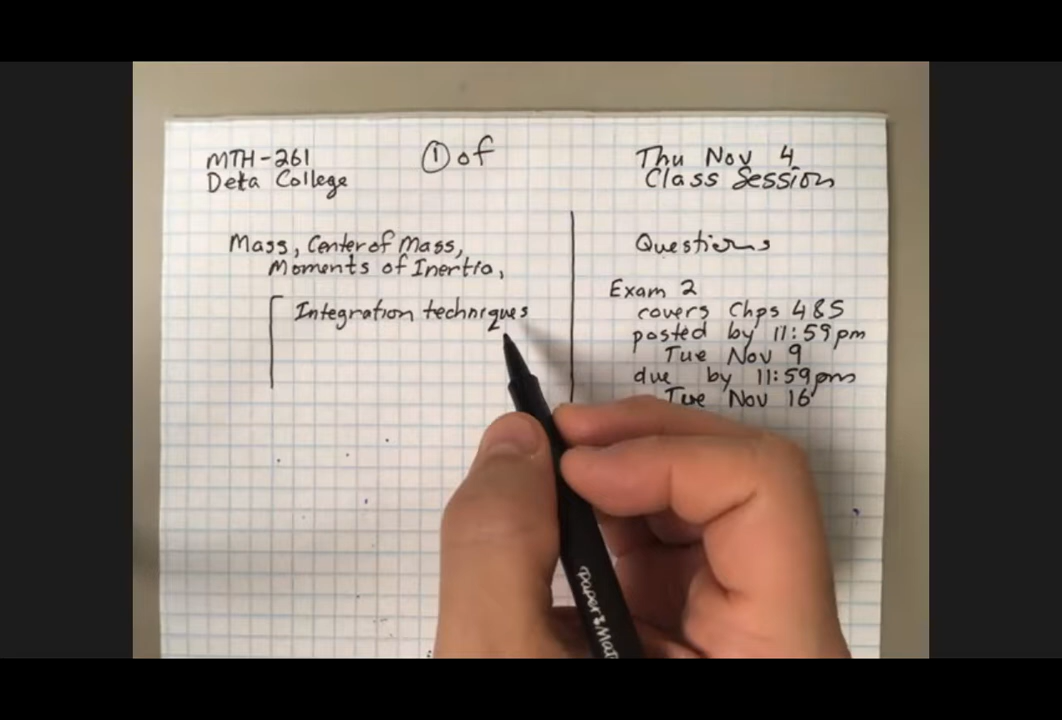 MTH-261
Deta College
① of
Thu Nov 4
Class Session
Mass, Center of Mass,
Moments of Inertia,
Integration techniques
Questions
Exam 2
covers Chps 4&5
posted by 11:59pm
Tue Nov 9
due by 11:59pm
Tue Nov 16
Paper